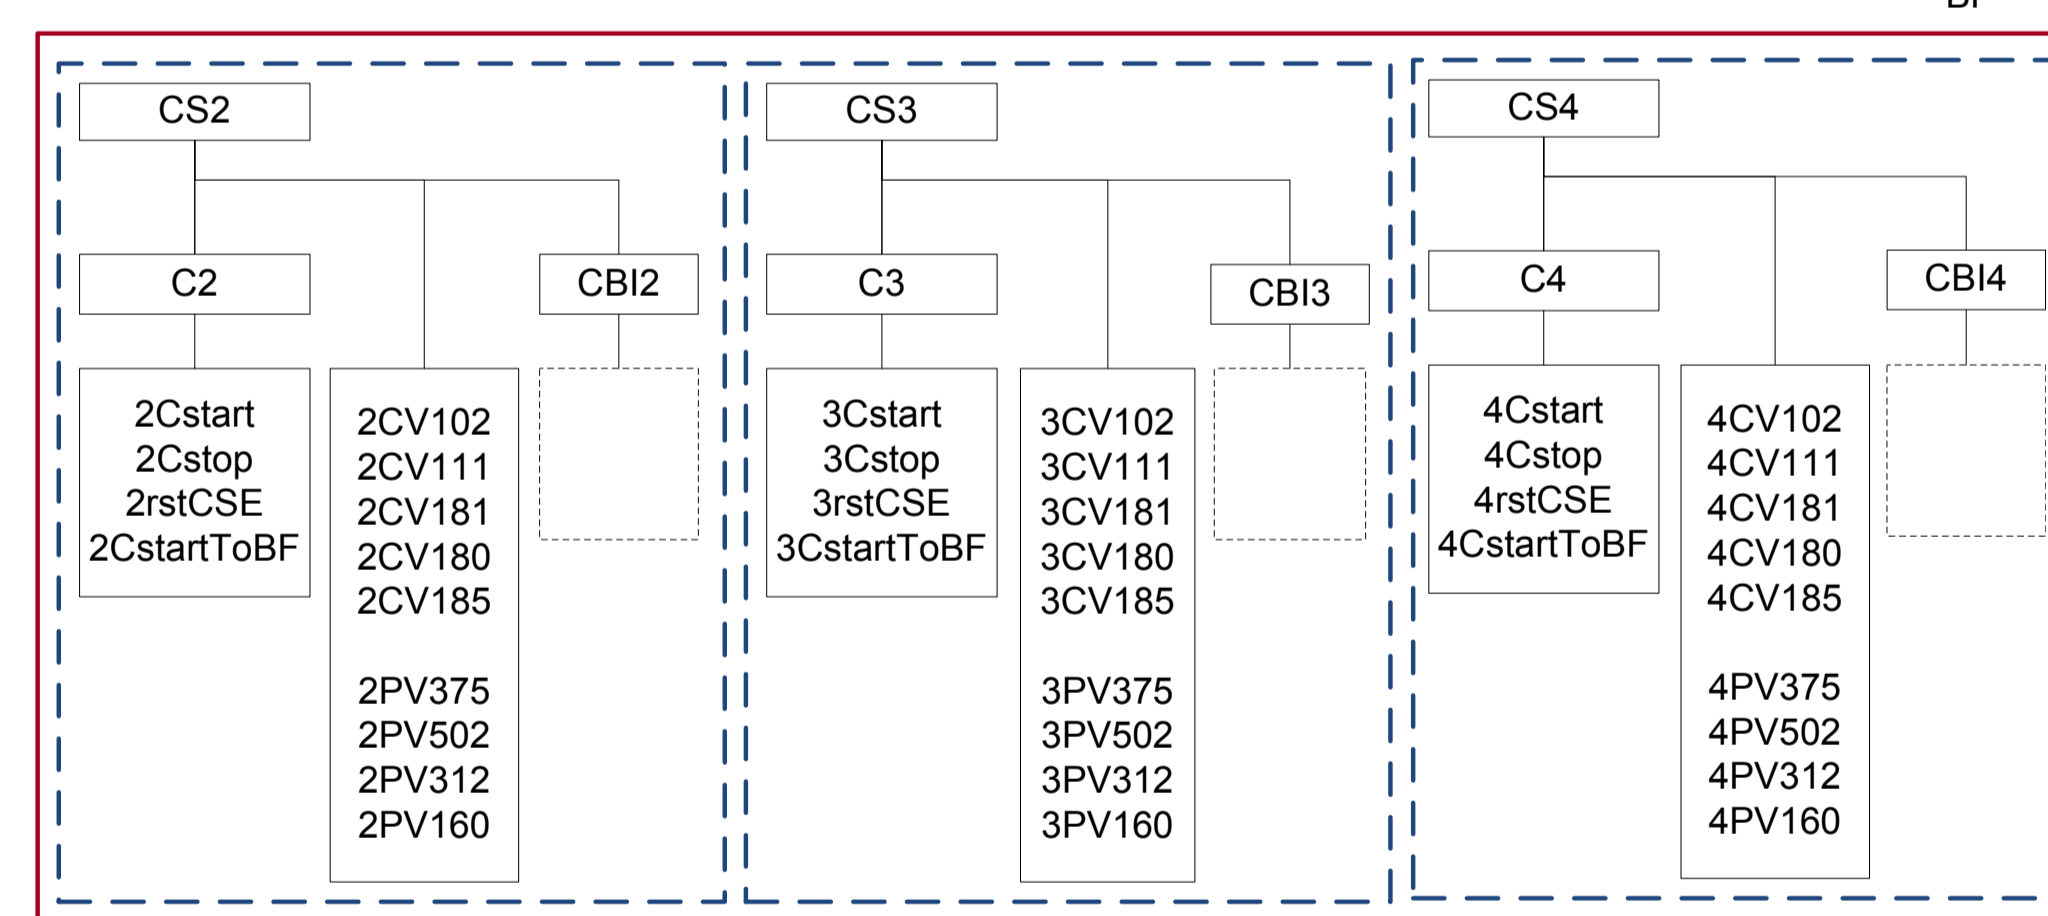 BF
CS2
C2
CBI2
2Cstart
2Cstop
2rstCSE
2CstartToBF
2CV102
2CV111
2CV181
2CV180
2CV185
2PV375
2PV502
2PV312
2PV160
CS3
C3
CBI3
3Cstart
3Cstop
3rstCSE
3CstartToBF
3CV102
3CV111
3CV181
3CV180
3CV185
3PV375
3PV502
3PV312
3PV160
CS4
C4
CBI4
4Cstart
4Cstop
4rstCSE
4CstartToBF
4CV102
4CV111
4CV181
4CV180
4CV185
4PV375
4PV502
4PV312
4PV160